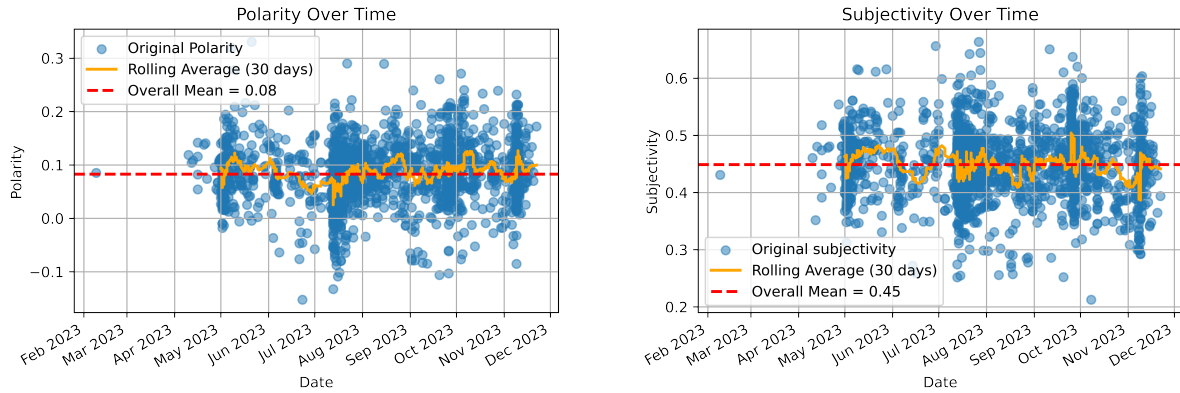 Polarity Over Time
Polarity
0.3
0.2
0.1
0.0
−0.1
Original Polarity
Rolling Average (30 days)
Overall Mean = 0.08
Feb 2023
Mar 2023
Apr 2023
May 2023
Jun 2023
Jul 2023
Aug 2023
Sep 2023
Oct 2023
Nov 2023
Dec 2023
Date
Subjectivity Over Time
Subjectivity
0.6
0.5
0.4
0.3
0.2
Original subjectivity
Rolling Average (30 days)
Overall Mean = 0.45
Feb 2023
Mar 2023
Apr 2023
May 2023
Jun 2023
Jul 2023
Aug 2023
Sep 2023
Oct 2023
Nov 2023
Dec 2023
Date